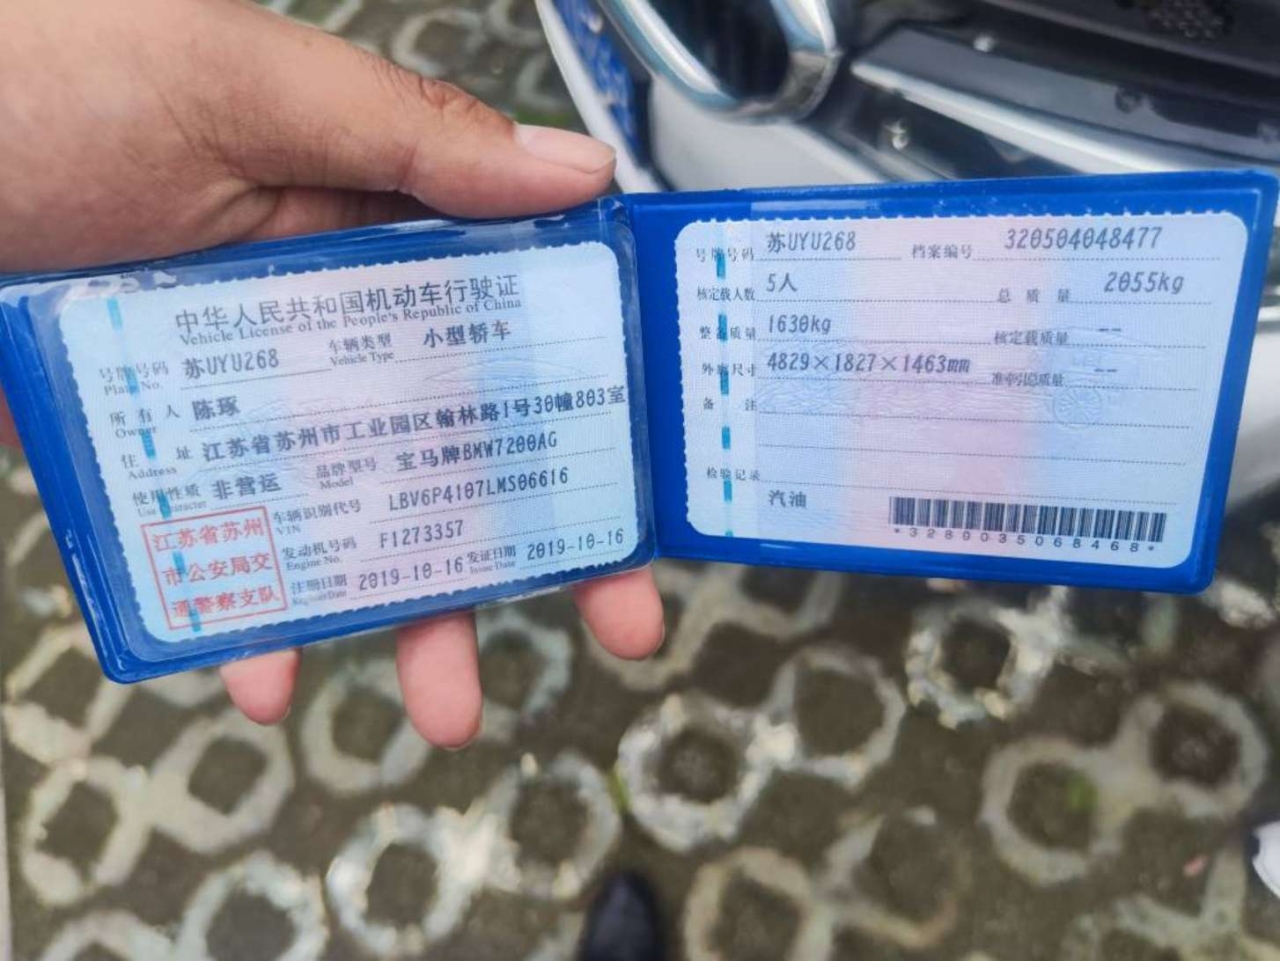 中华人民共和国机动车行驶证
Vehicle License of the People's Republic of China
号牌号码 苏UYU268 车辆类型 小型轿车
Plate No. Vehicle Type
所有人 陈琢
Owner
住址 江苏省苏州市工业园区翰林路1号30幢803室
Address
使用性质 非营运 品牌型号 宝马牌BMW7200AG
Use Character Model
车辆识别代号 LBV6P4107LMS06616
VIN
发动机号码 F1273357
Engine No.
注册日期 2019-10-16 发证日期 2019-10-16
Register Date Issue Date
江苏省苏州
市公安局交
通警察支队
号牌号码 苏UYU268 档案编号 320504048477
核定载人数 5人 总质量 2055kg
整备质量 1630kg 核定载质量 --
外廓尺寸 4829×1827×1463mm 准牵引总质量 --
备注
检验记录
汽油
*3280035068468*